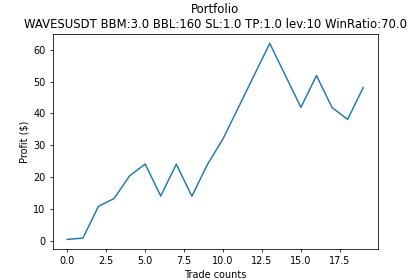 Portfolio
WAVESUSDT BBM:3.0 BBL:160 SL:1.0 TP:1.0 lev:10 WinRatio:70.0
60
50
40
30
20
10
0
Profit ($)
0.0 2.5 5.0 7.5 10.0 12.5 15.0 17.5
Trade counts